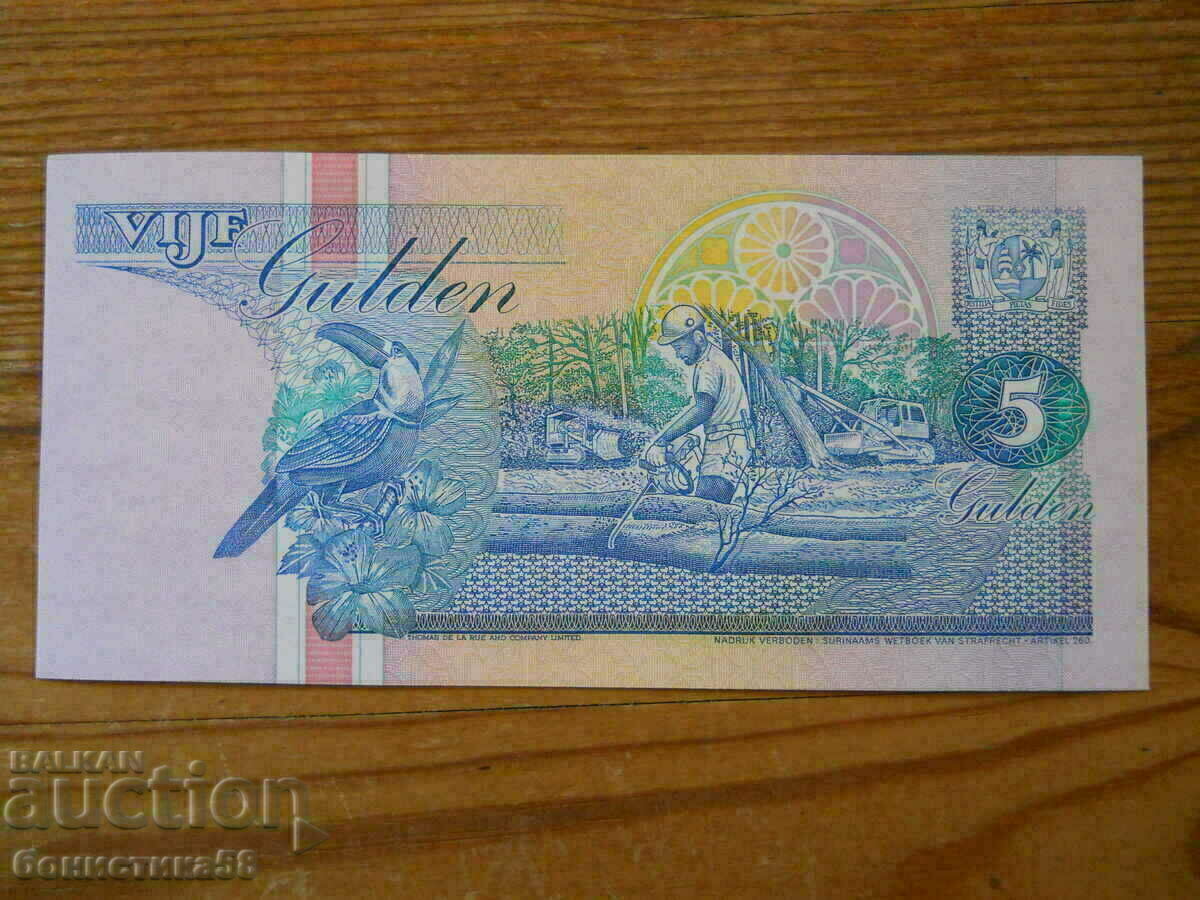 VIJF
Gulden
JUSTITIA PIETAS FIDES
5
Gulden
THOMAS DE LA RUE AND COMPANY LIMITED.
NADRUK VERBODEN - SURINAAMS WETBOEK VAN STRAFRECHT - ARTIKEL 260.
BALKAN
auction
бонистика58